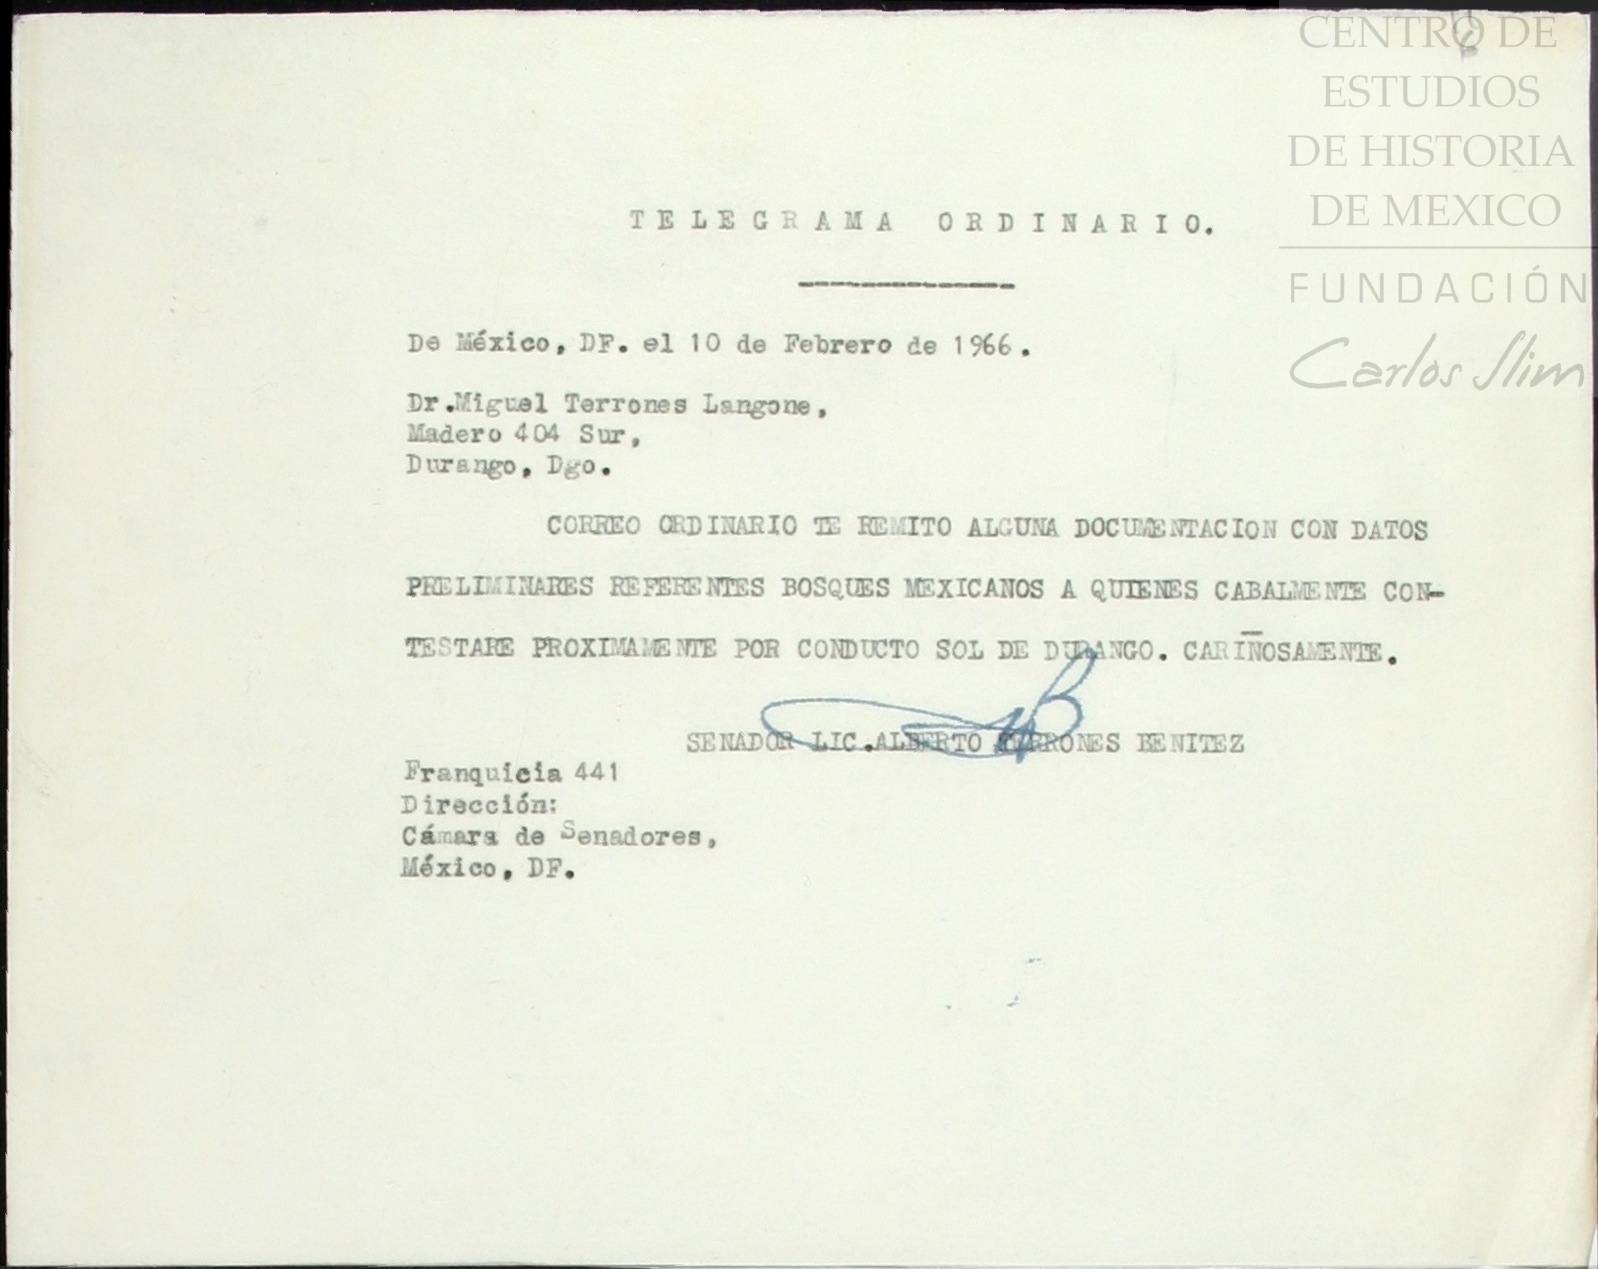 CENTRO DE
ESTUDIOS
DE HISTORIA
DE MEXICO
FUNDACIÓN
Carlos Slim
TELEGRAMA ORDINARIO.
De México, DF. el 10 de Febrero de 1966.
Dr.Miguel Terrones Langone,
Madero 404 Sur,
Durango, Dgo.
CORREO ORDINARIO TE REMITO ALGUNA DOCUMENTACION CON DATOS
PRELIMINARES REFERENTES BOSQUES MEXICANOS A QUIENES CABALMENTE CON-
TESTARE PROXIMAMENTE POR CONDUCTO SOL DE DURANGO. CARIÑOSAMENTE.
SENADOR LIC.ALBERTO TERRONES BENITEZ
Franquicia 441
Dirección:
Cámara de Senadores,
México, DF.